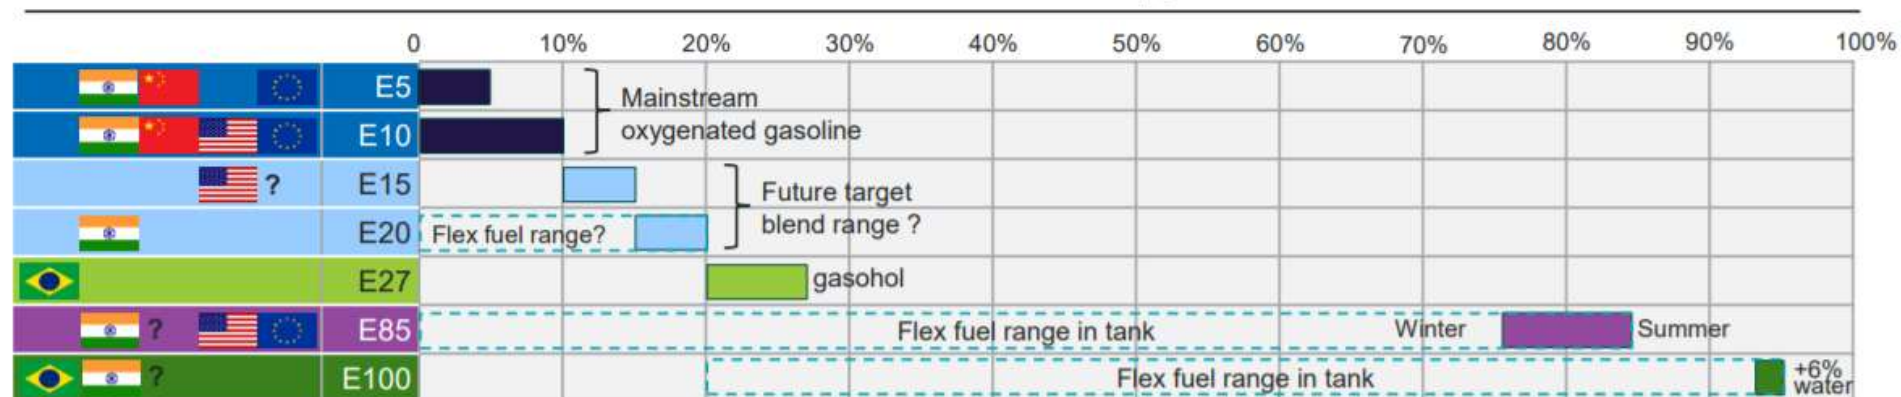 0 10% 20% 30% 40% 50% 60% 70% 80% 90% 100%
E5
Mainstream
oxygenated gasoline
E10
? E15
Future target
blend range ?
E20 Flex fuel range?
E27 gasohol
? E85 Flex fuel range in tank Winter Summer
? E100 Flex fuel range in tank +6%
water